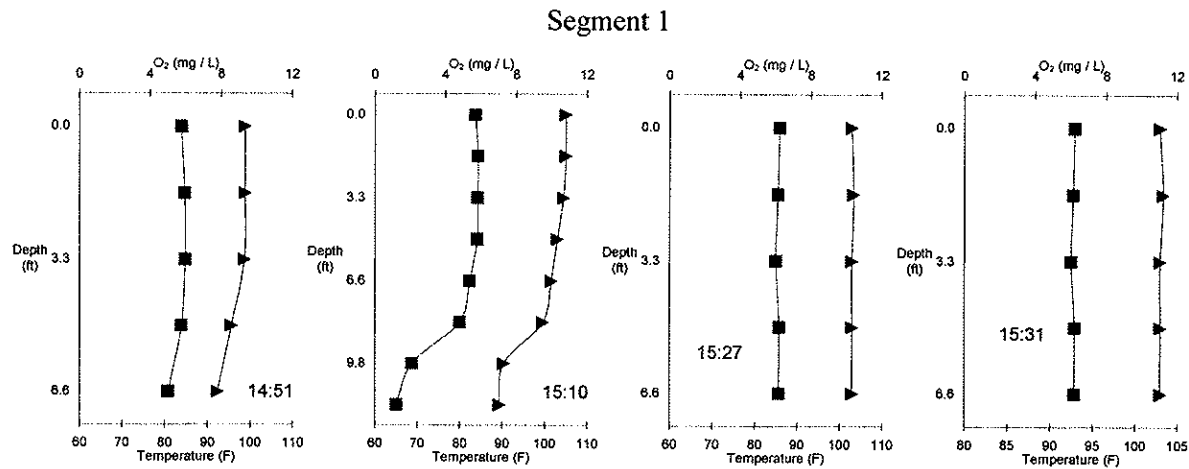 Segment 1
O₂ (mg / L)
0 4 8 12
0.0
3.3
Depth
(ft)
6.6
14:51
60 70 80 90 100 110
Temperature (F)
O₂ (mg / L)
0 4 8 12
0.0
3.3
Depth
(ft)
6.6
9.8
15:10
60 70 80 90 100 110
Temperature (F)
O₂ (mg / L)
0 4 8 12
0.0
Depth
(ft)
3.3
15:27
6.6
60 70 80 90 100 110
Temperature (F)
O₂ (mg / L)
0 4 8 12
0.0
Depth
(ft)
3.3
15:31
6.6
80 85 90 95 100 105
Temperature (F)